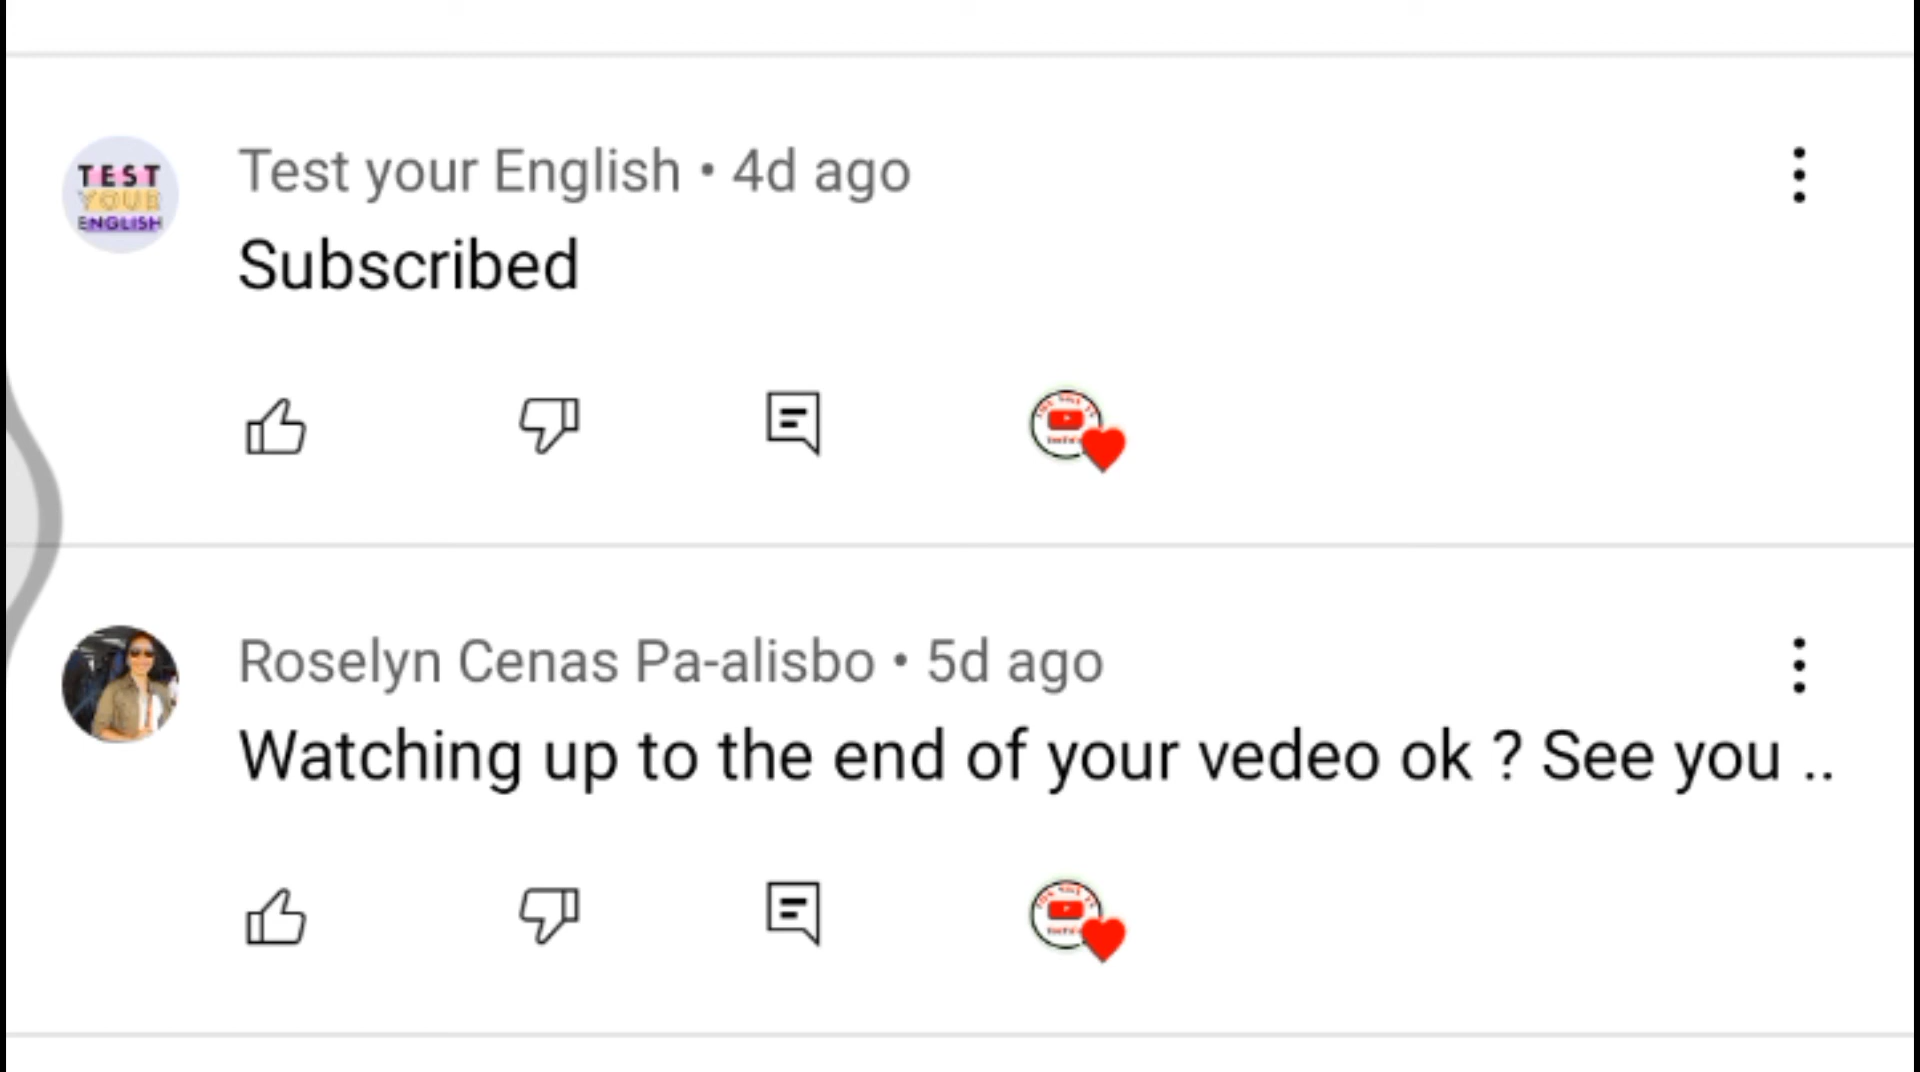 TEST
YOUR
ENGLISH
Test your English • 4d ago
Subscribed
Roselyn Cenas Pa-alisbo • 5d ago
Watching up to the end of your vedeo ok ? See you ..